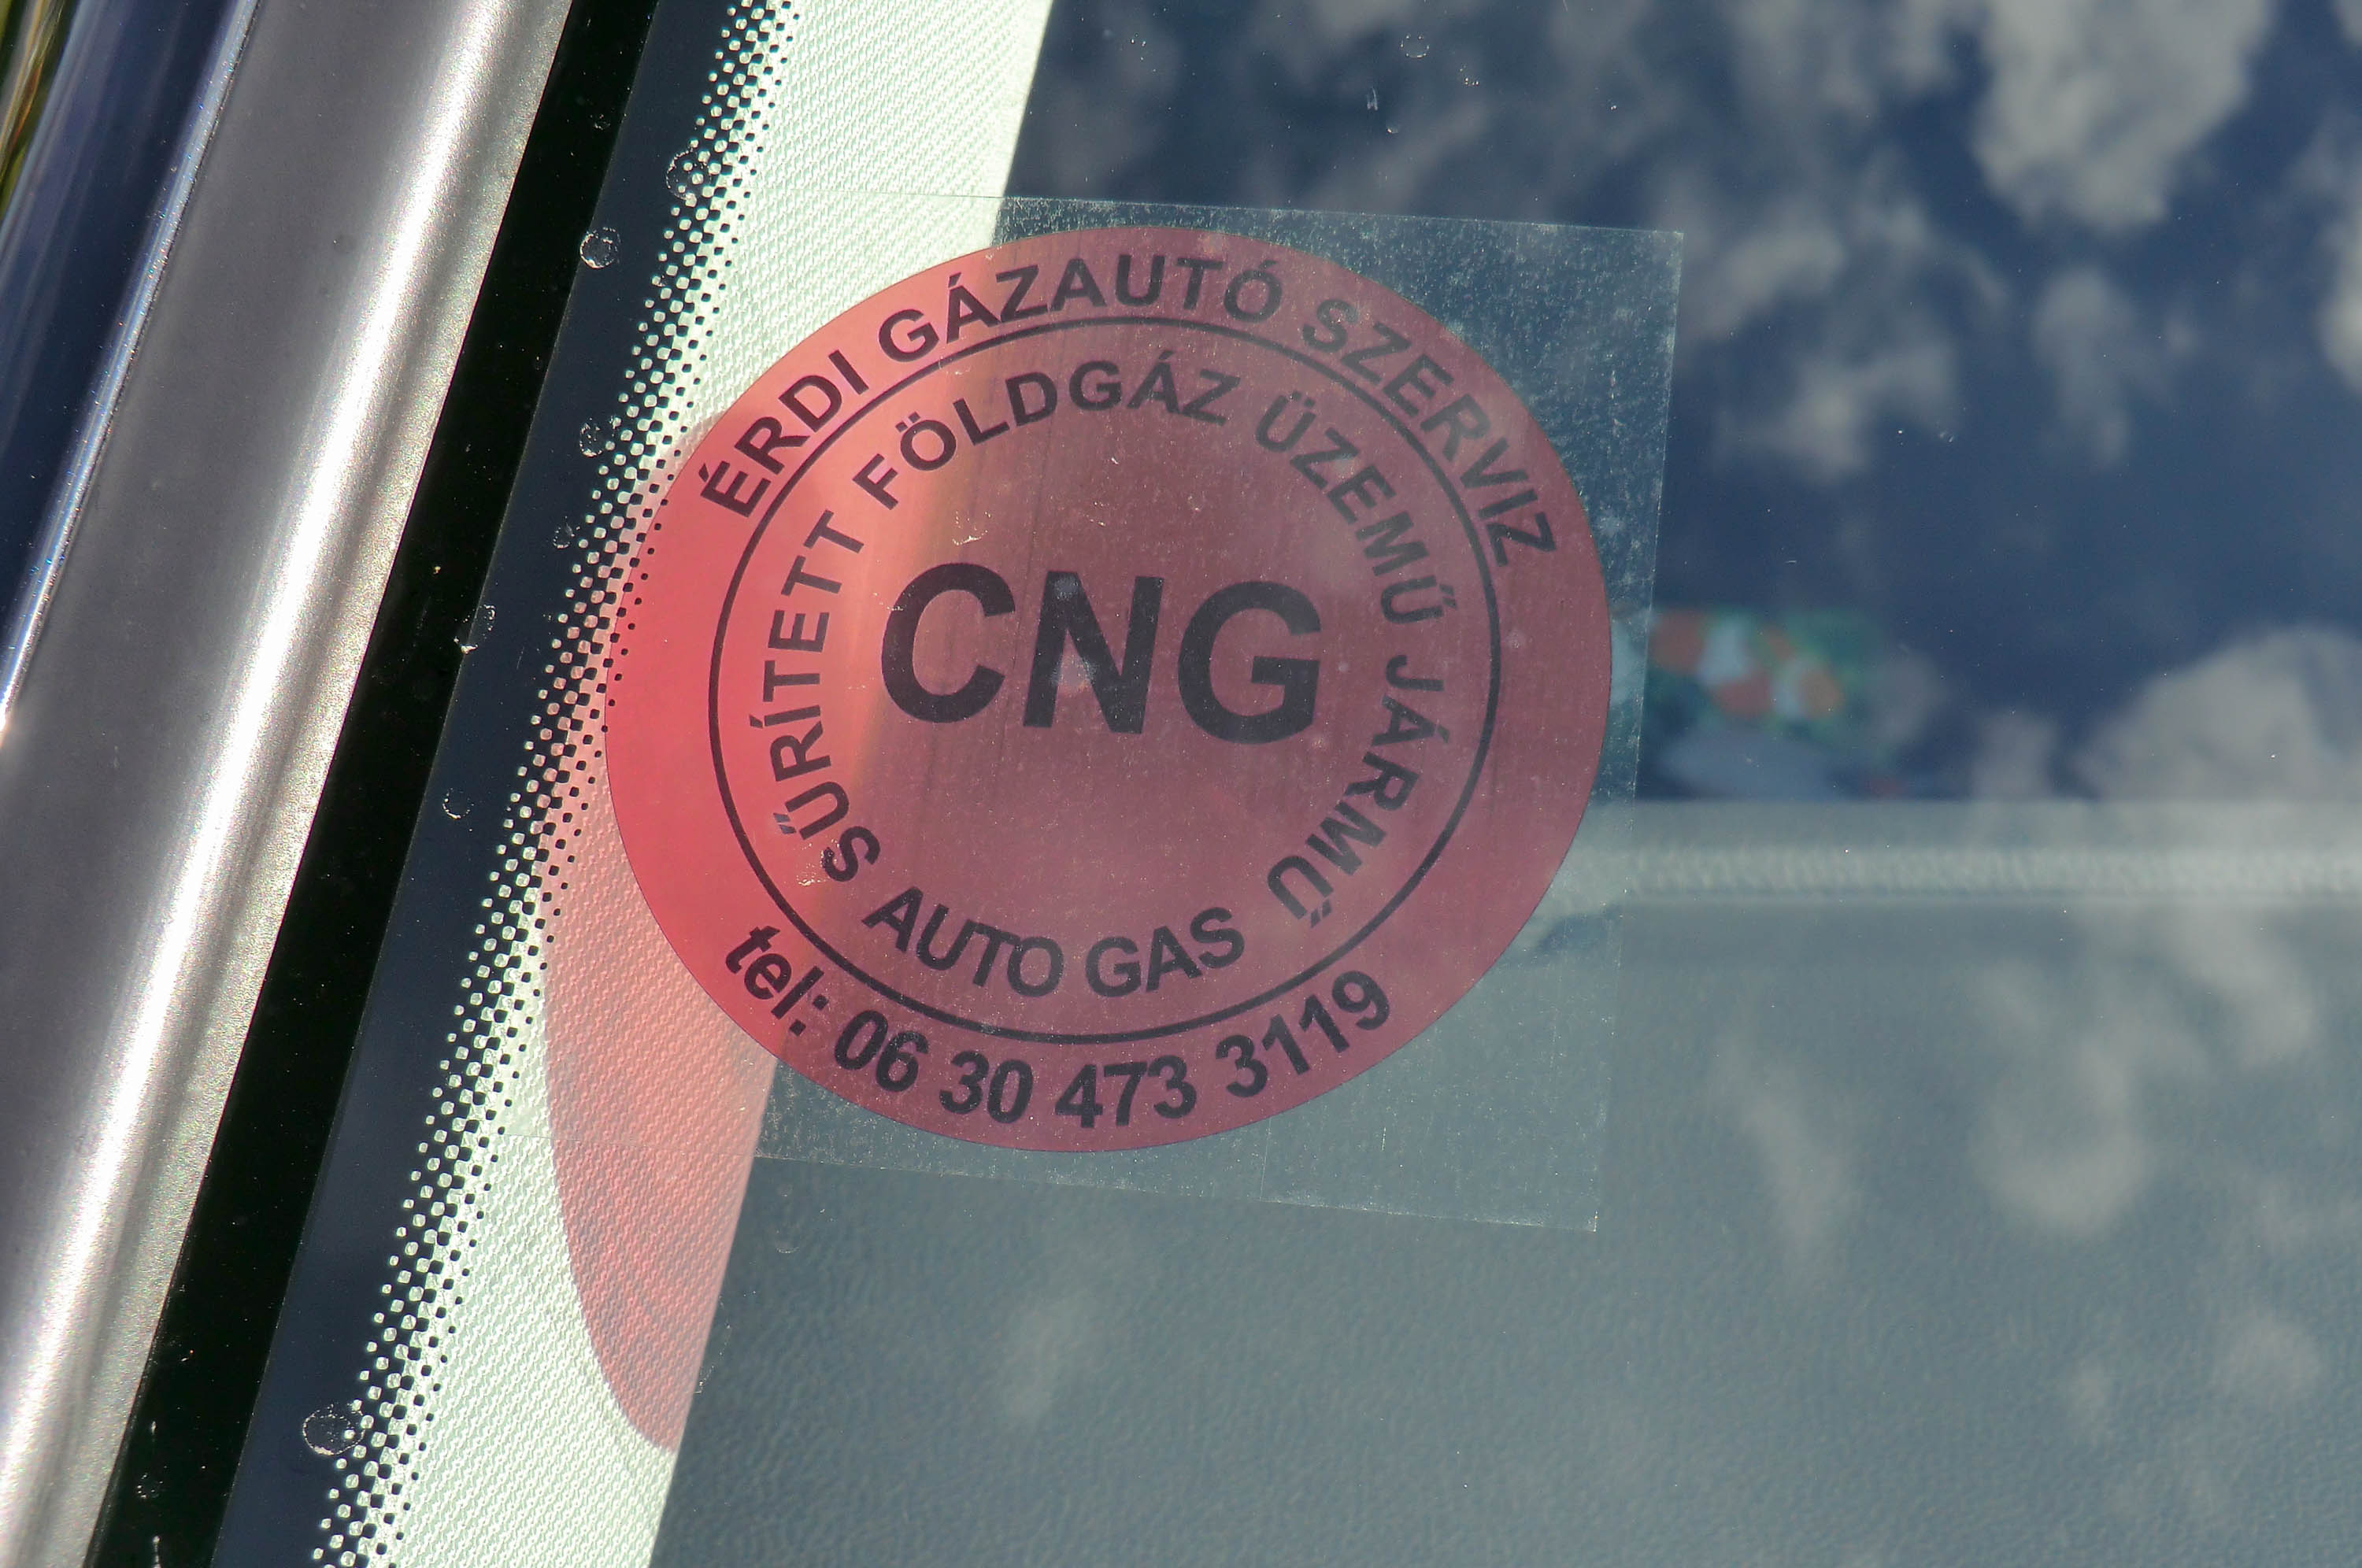 ÉRDI GÁZAUTÓ SZERVIZ
SŰRÍTETT FÖLDGÁZ ÜZEMŰ JÁRMŰ
CNG
AUTO GAS
tel: 06 30 473 3119